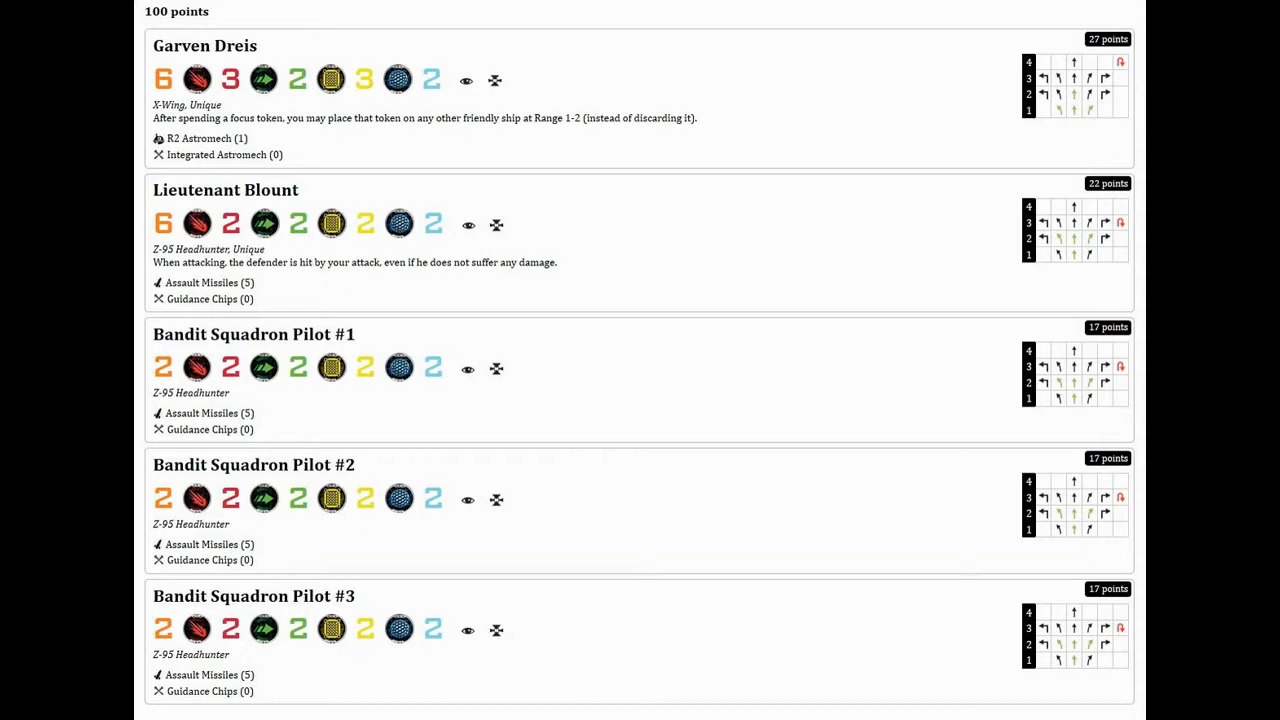 100 points
Garven Dreis
27 points
6 3 2 3 2
X-Wing, Unique
After spending a focus token, you may place that token on any other friendly ship at Range 1-2 (instead of discarding it).
R2 Astromech (1)
Integrated Astromech (0)
4
3
2
1
Lieutenant Blount
22 points
6 2 2 2 2
Z-95 Headhunter, Unique
When attacking, the defender is hit by your attack, even if he does not suffer any damage.
Assault Missiles (5)
Guidance Chips (0)
4
3
2
1
Bandit Squadron Pilot #1
17 points
2 2 2 2 2
Z-95 Headhunter
Assault Missiles (5)
Guidance Chips (0)
4
3
2
1
Bandit Squadron Pilot #2
17 points
2 2 2 2 2
Z-95 Headhunter
Assault Missiles (5)
Guidance Chips (0)
4
3
2
1
Bandit Squadron Pilot #3
17 points
2 2 2 2 2
Z-95 Headhunter
Assault Missiles (5)
Guidance Chips (0)
4
3
2
1